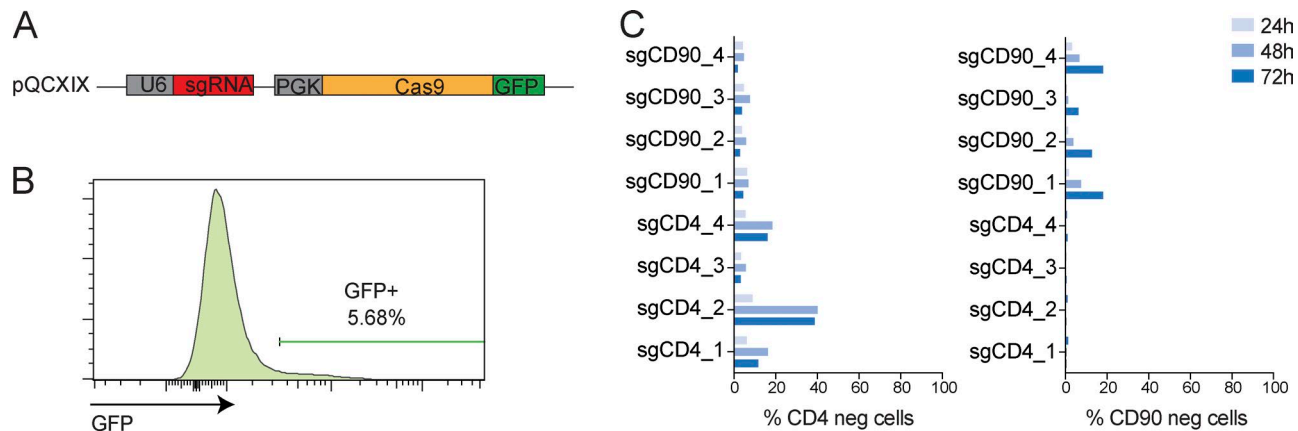 A
pQCXIX
U6
sgRNA
PGK
Cas9
GFP
B
GFP+
5.68%
GFP
C
sgCD90_4
sgCD90_3
sgCD90_2
sgCD90_1
sgCD4_4
sgCD4_3
sgCD4_2
sgCD4_1
0 20 40 60 80 100
% CD4 neg cells
sgCD90_4
sgCD90_3
sgCD90_2
sgCD90_1
sgCD4_4
sgCD4_3
sgCD4_2
sgCD4_1
0 20 40 60 80 100
% CD90 neg cells
24h
48h
72h